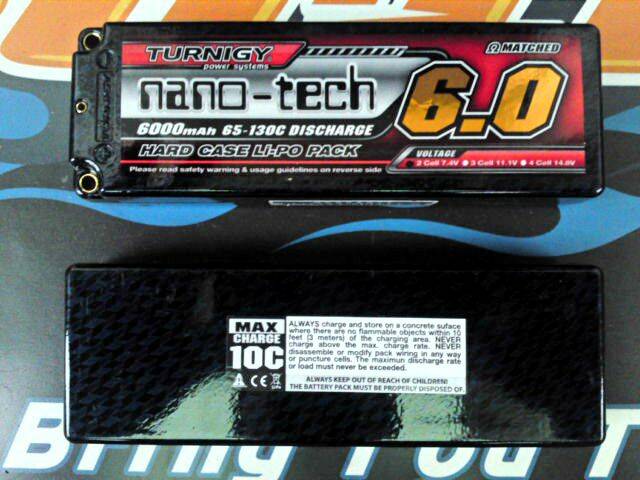 TURNIGY
power systems
Ω MATCHED
nano-tech
6.0
6000mAh 65-130C DISCHARGE
HARD CASE LI-PO PACK
VOLTAGE
2 Cell 7.4V 3 Cell 11.1V 4 Cell 14.8V
Please read safety warning & usage guidelines on reverse side
MAX
CHARGE
10C
CE
ALWAYS charge and store on a concrete suface
where there are no flammable objects within 10
feet (3 meters) of the charging area. NEVER
charge above the max. charge rate. NEVER
disassemble or modify pack wiring in any way
or puncture cells. The maximun discharge rate
or load must never be exceeded.
ALWAYS KEEP OUT OF REACH OF CHILDREN!
THE BATTERY PACK MUST BE PROPERLY DISPOSED OF.
Bring You T